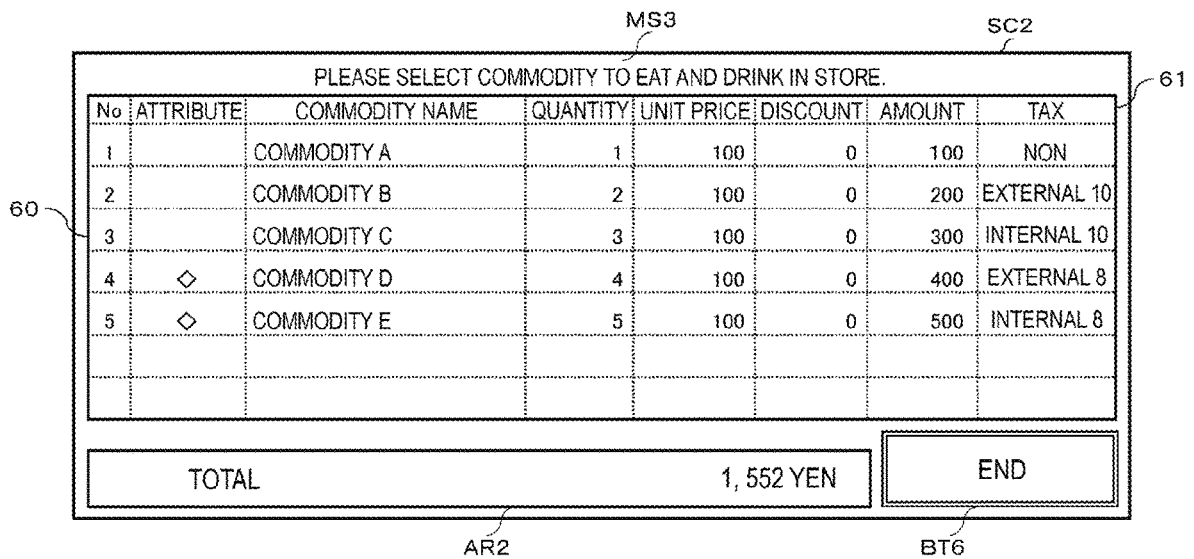 MS3
SC2
PLEASE SELECT COMMODITY TO EAT AND DRINK IN STORE.
61
No ATTRIBUTE COMMODITY NAME QUANTITY UNIT PRICE DISCOUNT AMOUNT TAX
1 COMMODITY A 1 100 0 100 NON
2 COMMODITY B 2 100 0 200 EXTERNAL 10
60
3 COMMODITY C 3 100 0 300 INTERNAL 10
4 ◇ COMMODITY D 4 100 0 400 EXTERNAL 8
5 ◇ COMMODITY E 5 100 0 500 INTERNAL 8
TOTAL 1, 552 YEN
END
AR2
BT6